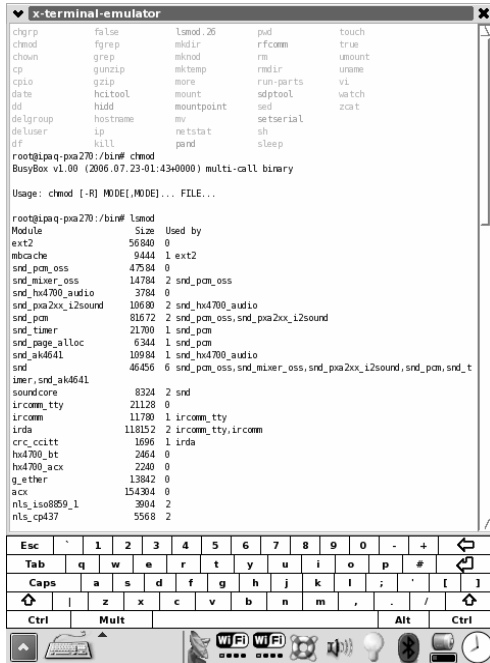 x-terminal-emulator
chgrp false lsmod.26 pwd touch
chmod fgrep mkdir rfcomm true
chown grep mknod rm umount
cp gunzip mktemp rmdir uname
cpio gzip more run-parts vi
date hcitool mount sdptool watch
dd hidd mountpoint sed zcat
delgroup hostname mv setserial
deluser ip netstat sh
df kill pand sleep
root@ipaq-pxa270:/bin# chmod
BusyBox v1.00 (2006.07.23-01:43+0000) multi-call binary
Usage: chmod [-R] MODE[,MODE]... FILE...
root@ipaq-pxa270:/bin# lsmod
Module Size Used by
ext2 56840 0
mbcache 9444 1 ext2
snd_pcm_oss 47584 0
snd_mixer_oss 14784 2 snd_pcm_oss
snd_hx4700_audio 3784 0
snd_pxa2xx_i2sound 10680 2 snd_hx4700_audio
snd_pcm 81672 2 snd_pcm_oss,snd_pxa2xx_i2sound
snd_timer 21700 1 snd_pcm
snd_page_alloc 6344 1 snd_pcm
snd_ak4641 10984 1 snd_hx4700_audio
snd 46456 6 snd_pcm_oss,snd_mixer_oss,snd_pxa2xx_i2sound,snd_pcm,snd_t
imer,snd_ak4641
soundcore 8324 2 snd
ircomm_tty 21128 0
ircomm 11780 1 ircomm_tty
irda 118152 2 ircomm_tty,ircomm
crc_ccitt 1696 1 irda
hx4700_bt 2464 0
hx4700_acx 2240 0
g_ether 13842 0
acx 154304 0
nls_iso8859_1 3904 2
nls_cp437 5568 2
Esc ` 1 2 3 4 5 6 7 8 9 0 - +
Tab q w e r t y u i o p #
Caps a s d f g h j k l ; ' [ ]
| z x c v b n m , . /
Ctrl Mult Alt Ctrl
WiFi WiFi